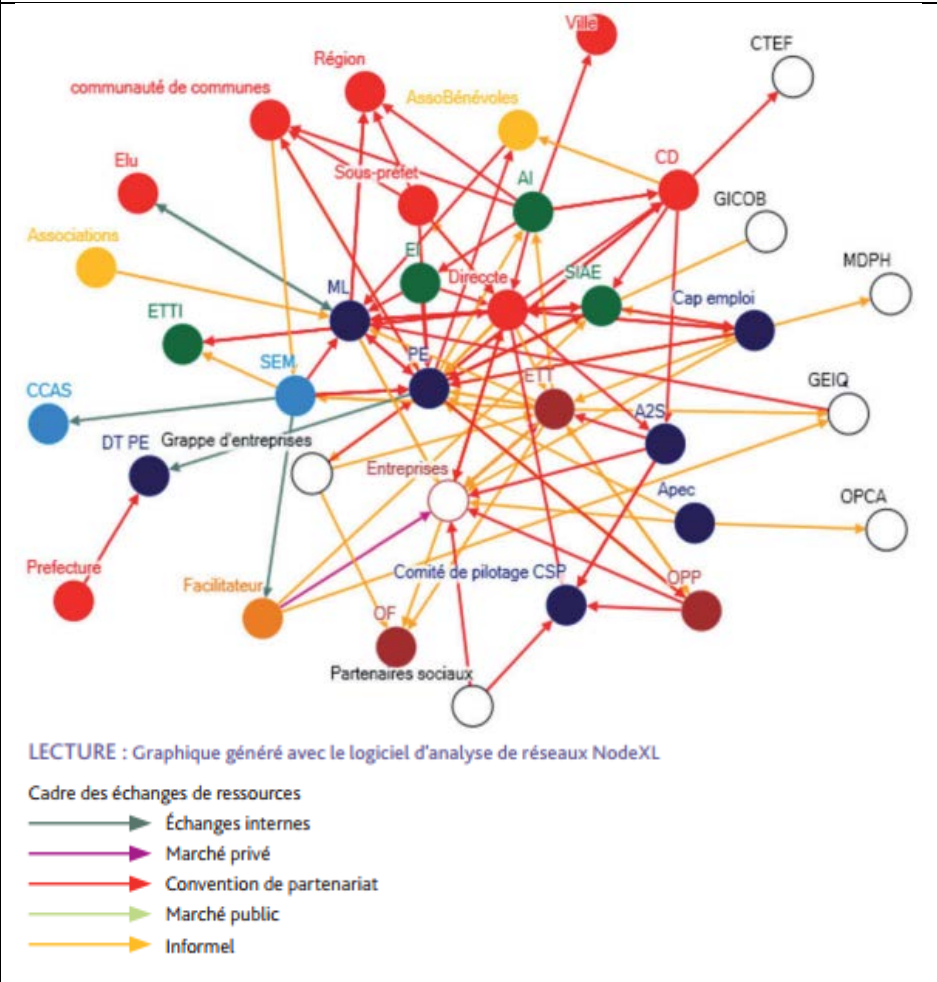 Ville
CTEF
Région
communauté de communes
AssoBénévoles
CD
Elu
Sous-préfet
AI
GICOB
Associations
EI
MDPH
ML
Direccte
SIAE
Cap emploi
ETTI
SEM
PE
ETT
GEIQ
CCAS
A2S
DT PE
Grappe d'entreprises
Entreprises
Apec
OPCA
Prefecture
Facilitateur
Comité de pilotage CSP
OPP
OF
Partenaires sociaux
LECTURE : Graphique généré avec le logiciel d'analyse de réseaux NodeXL
Cadre des échanges de ressources
Échanges internes
Marché privé
Convention de partenariat
Marché public
Informel